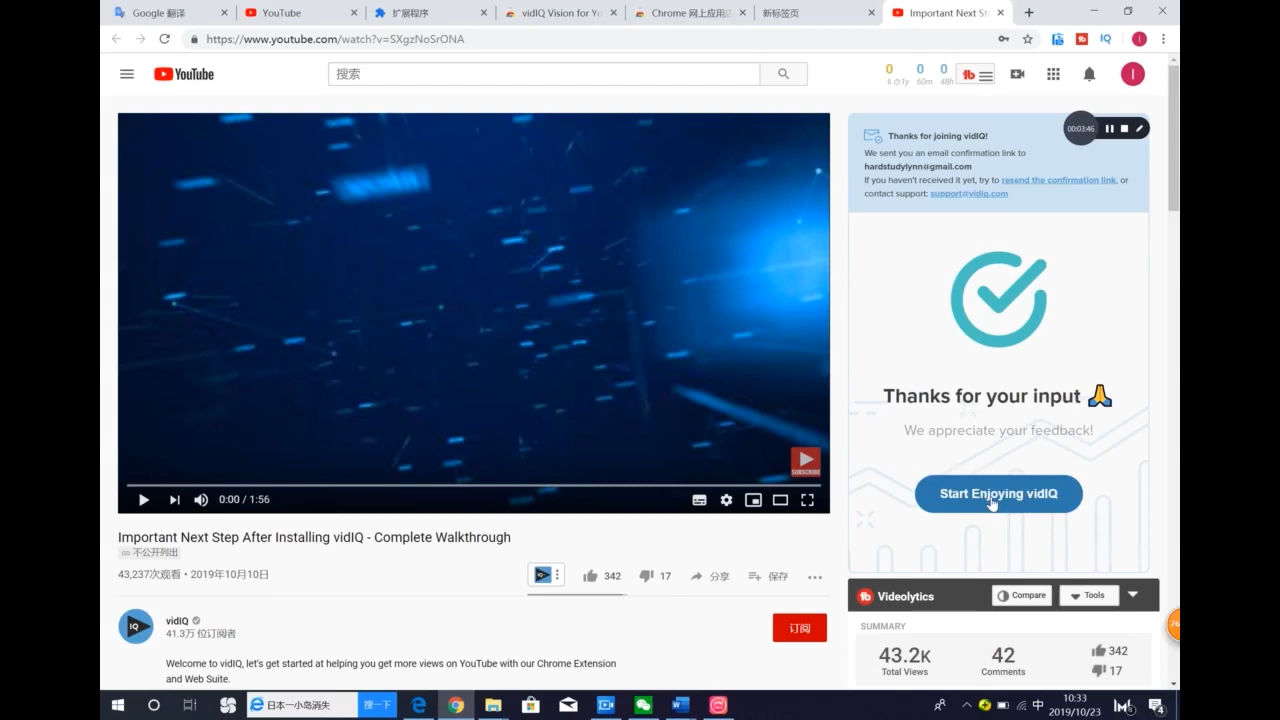 Google 翻译
YouTube
扩展程序
vidIQ Vision for Yo
Chrome 网上应用店
新标签页
Important Next St
https://www.youtube.com/watch?v=SXgzNoSrONA
IQ
I
YouTube
搜索
0 0 0
1y 60m 48h
tb
I
00:03:46
Thanks for joining vidIQ!
We sent you an email confirmation link to
hardstudylynn@gmail.com
If you haven't received it yet, try to resend the confirmation link, or
contact support: support@vidiq.com
Thanks for your input
We appreciate your feedback!
Start Enjoying vidIQ
SUBSCRIBE
0:00 / 1:56
Important Next Step After Installing vidIQ - Complete Walkthrough
不公开列出
43,237次观看 • 2019年10月10日
342
17
分享
保存
IQ
vidIQ
41.3万 位订阅者
订阅
Welcome to vidIQ, let's get started at helping you get more views on YouTube with our Chrome Extension
and Web Suite.
tb Videolytics
Compare
Tools
SUMMARY
43.2K
Total Views
42
Comments
342
17
76
日本一小岛消失
搜一下
中
10:33
2019/10/23
4